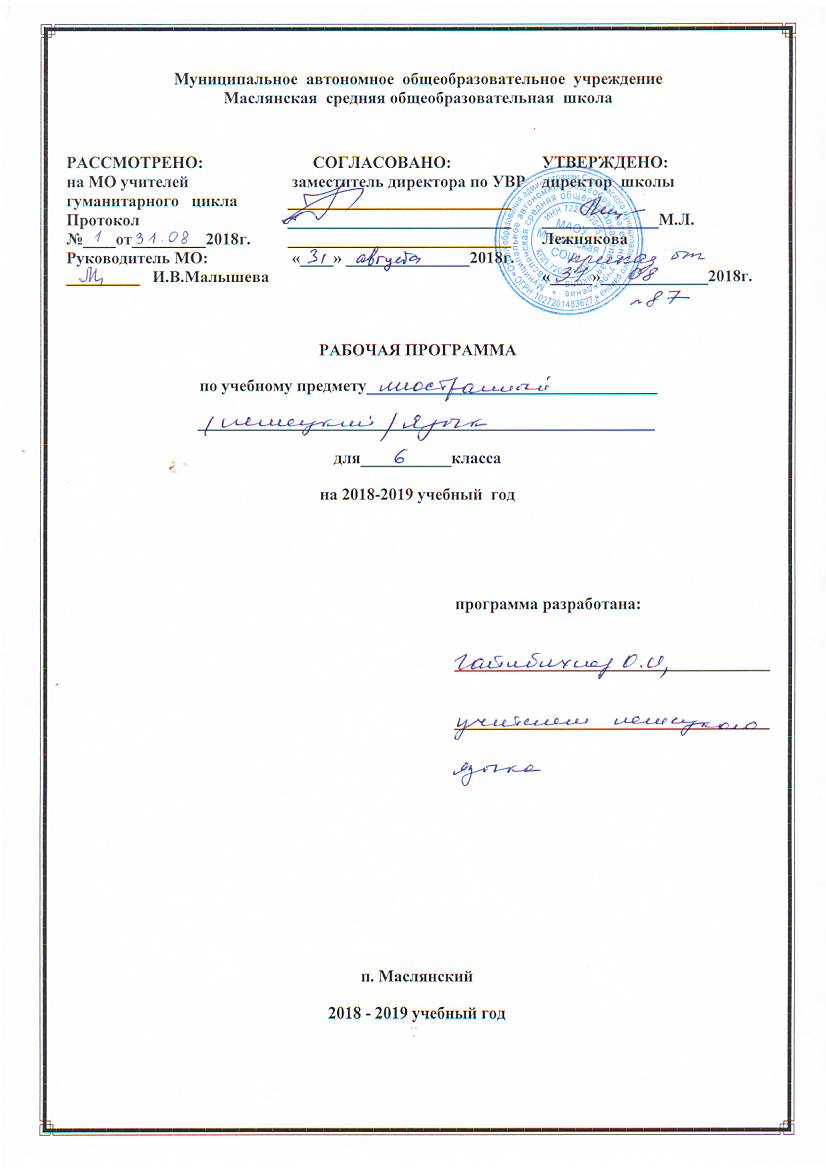 Муниципальное автономное общеобразовательное учреждение
Маслянская средняя общеобразовательная школа
РАССМОТРЕНО:
на МО учителей
гуманитарного цикла
Протокол
№ 1 от 31.08 2018г.
Руководитель МО:
И.В.Малышева
СОГЛАСОВАНО:
заместитель директора по УВР
«31» августа 2018г.
УТВЕРЖДЕНО:
директор школы
М.Л.
Лежнякова
приказ от
«31» 08 2018г.
№87
ОГРН 1027201483627
РАБОЧАЯ ПРОГРАММА
по учебному предмету иностранный
(немецкий) язык
для 6 класса
на 2018-2019 учебный год
программа разработана:
О.И,
учителем немецкого
языка
п. Маслянский
2018 - 2019 учебный год